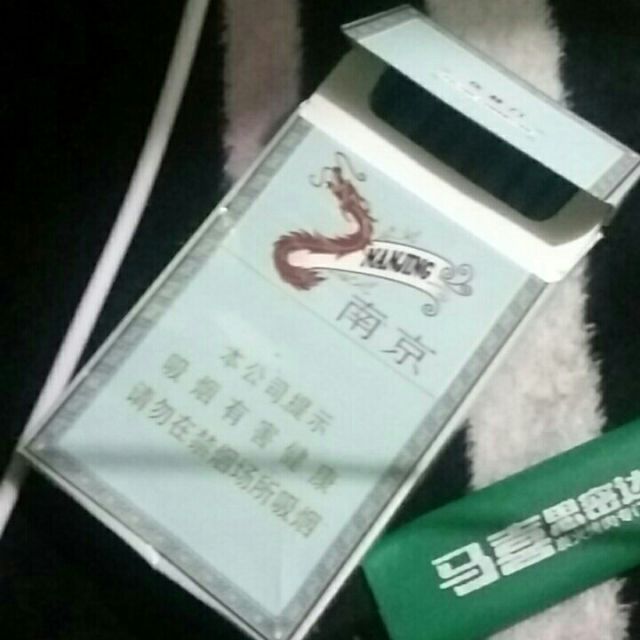 NANJING
南京
本公司提示
吸烟有害健康
请勿在禁烟场所吸烟
马喜